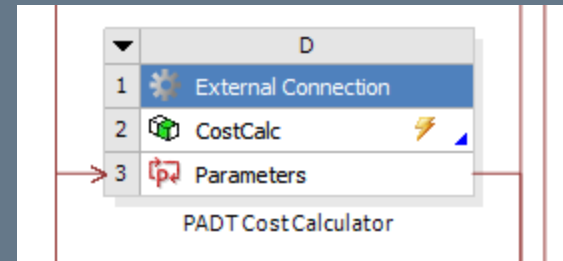 D
1 External Connection
2 CostCalc
3 Parameters
PADT Cost Calculator